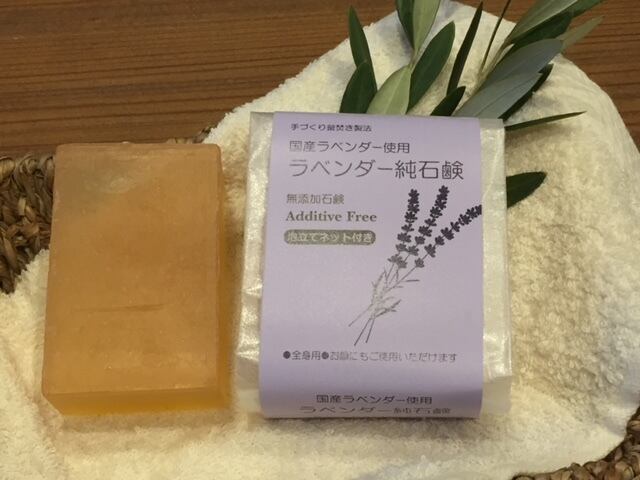 手づくり釜焚き製法
国産ラベンダー使用
ラベンダー純石鹸
無添加石鹸
Additive Free
泡立てネット付き
●全身用●お顔にもご使用いただけます
国産ラベンダー使用
ラベンダー純石鹸